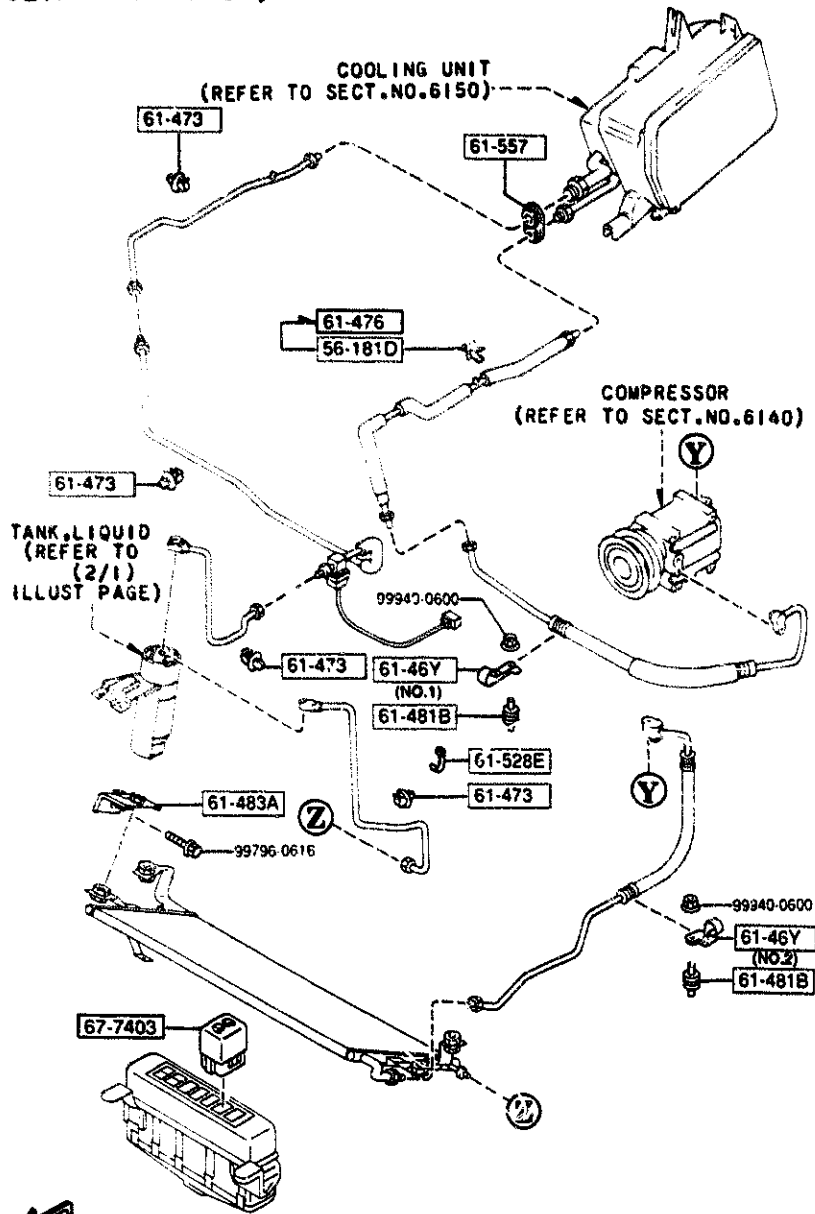 COOLING UNIT
(REFER TO SECT.NO.6150)
61-473
61-557
61-476
56-181D
COMPRESSOR
(REFER TO SECT.NO.6140)
Y
61-473
TANK,LIQUID
(REFER TO
(2/1)
ILLUST PAGE)
99940-0600
61-473
61-46Y
(NO.1)
61-481B
61-528E
Y
61-483A
61-473
Z
99796-0616
99940-0600
61-46Y
(NO.2)
61-481B
67-7403
Z